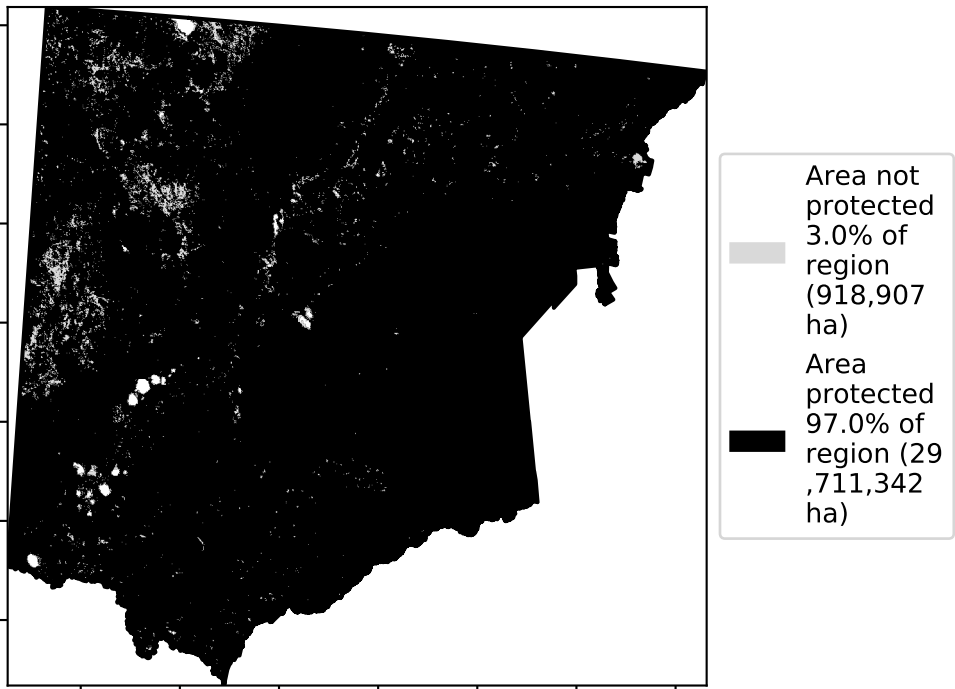 Area not
protected
3.0% of
region
(918,907
ha)
Area
protected
97.0% of
region (29
,711,342
ha)